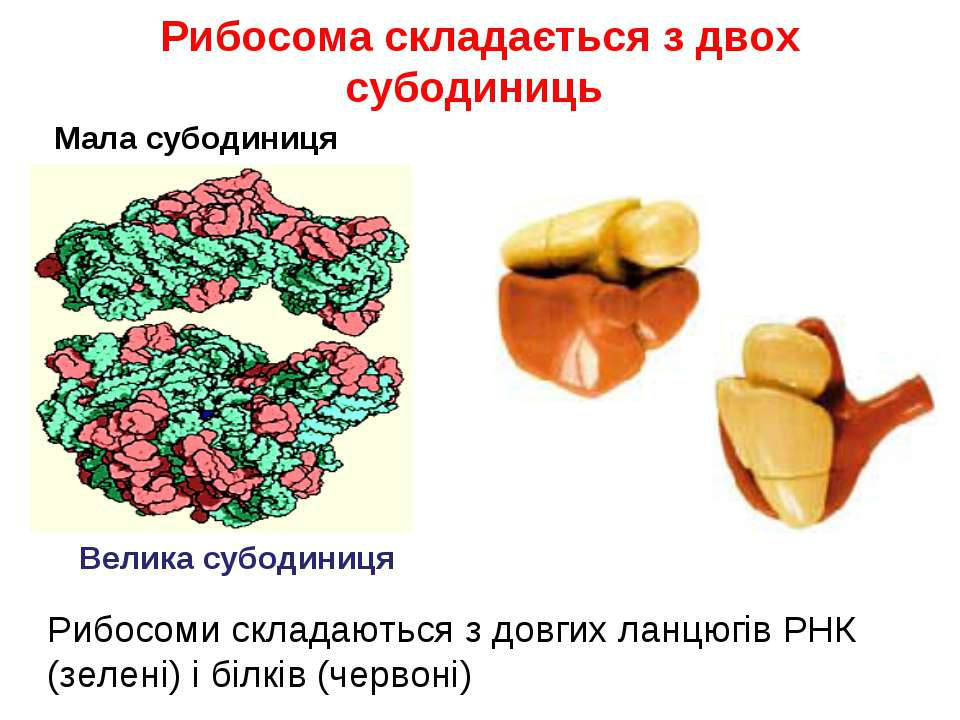 Рибосома складається з двох
субодиниць
Мала субодиниця
Велика субодиниця
Рибосоми складаються з довгих ланцюгів РНК
(зелені) і білків (червоні)